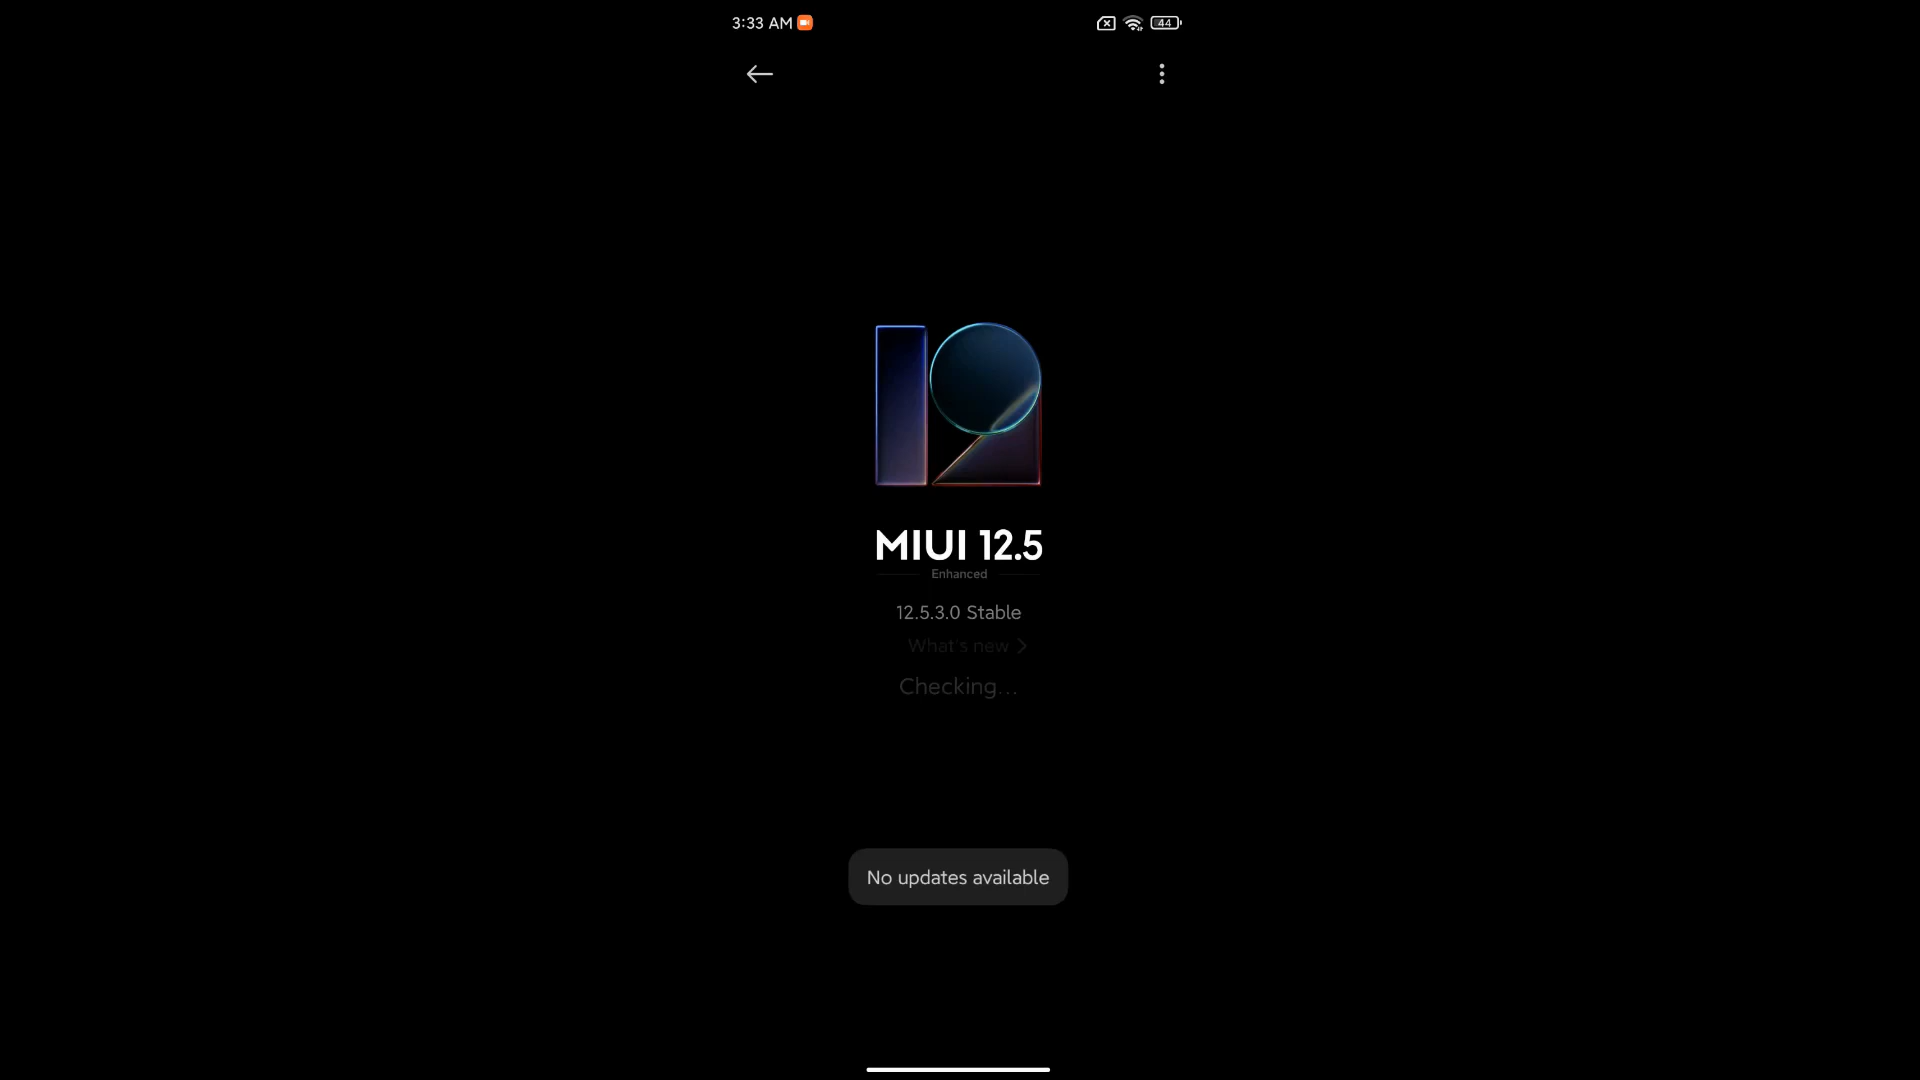 3:33 AM
44
MIUI 12.5
Enhanced
12.5.3.0 Stable
What's new
Checking...
No updates available